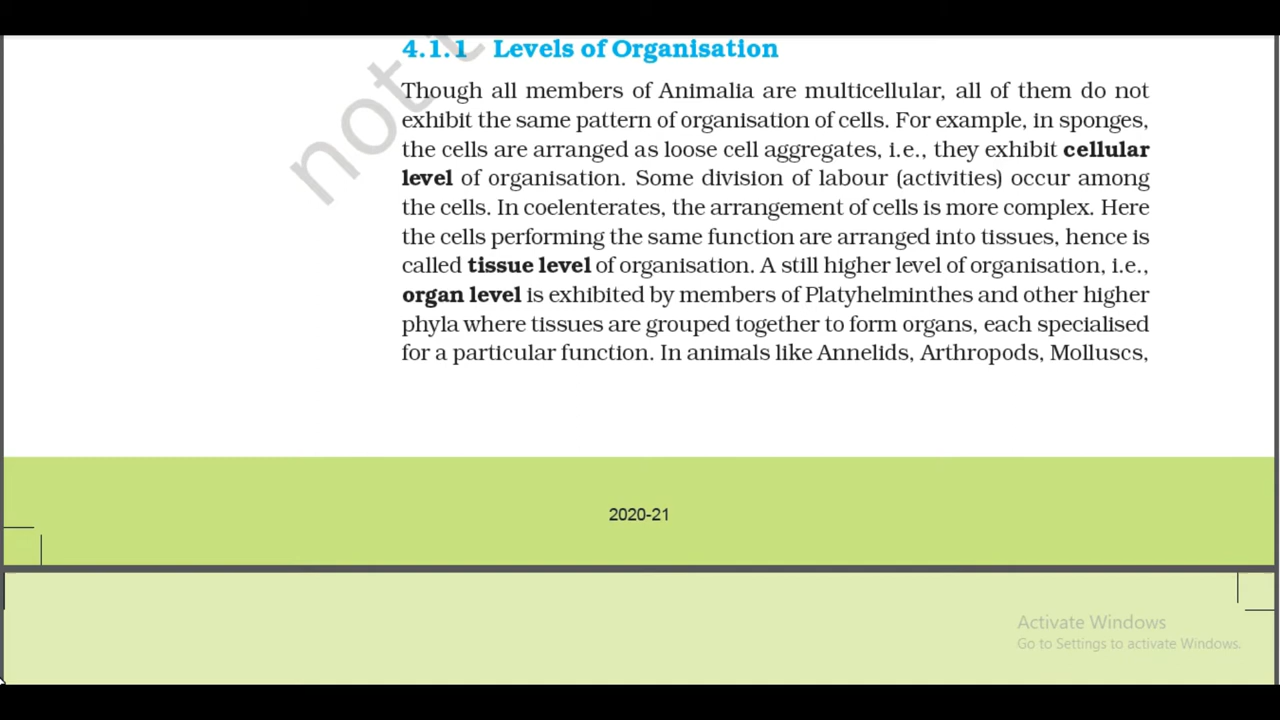 4.1.1 Levels of Organisation
Though all members of Animalia are multicellular, all of them do not
exhibit the same pattern of organisation of cells. For example, in sponges,
the cells are arranged as loose cell aggregates, i.e., they exhibit cellular
level of organisation. Some division of labour (activities) occur among
the cells. In coelenterates, the arrangement of cells is more complex. Here
the cells performing the same function are arranged into tissues, hence is
called tissue level of organisation. A still higher level of organisation, i.e.,
organ level is exhibited by members of Platyhelminthes and other higher
phyla where tissues are grouped together to form organs, each specialised
for a particular function. In animals like Annelids, Arthropods, Molluscs,
not t
2020-21
Activate Windows
Go to Settings to activate Windows.